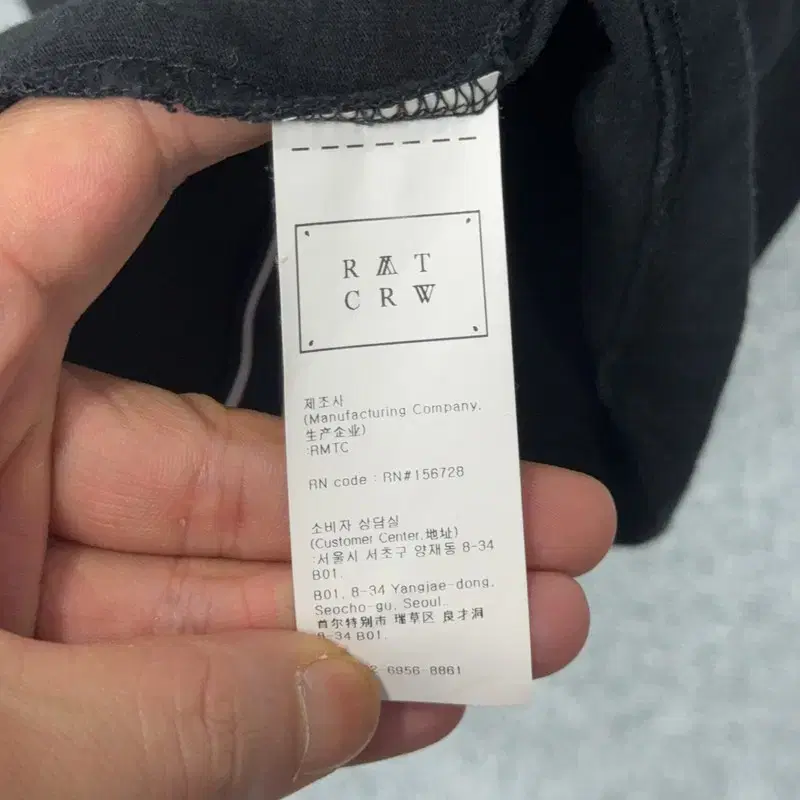 RMT
CRW
제조사
(Manufacturing Company,
生产企业)
:RMTC
RN code : RN#156728
소비자 상담실
(Customer Center,地址)
:서울시 서초구 양재동 8-34
B01.
B01, 8-34 Yangjae-dong,
Seocho-gu, Seoul.
首尔特别市 瑞草区 良才洞
8-34 B01.
2-6956-8861